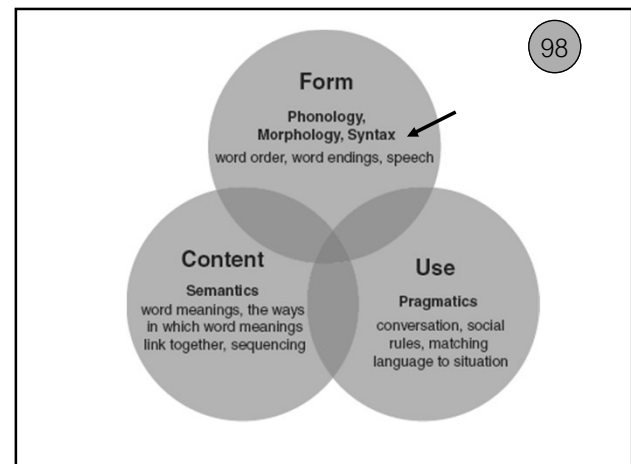 98
Form
Phonology,
Morphology, Syntax
word order, word endings, speech
Content
Semantics
word meanings, the ways
in which word meanings
link together, sequencing
Use
Pragmatics
conversation, social
rules, matching
language to situation